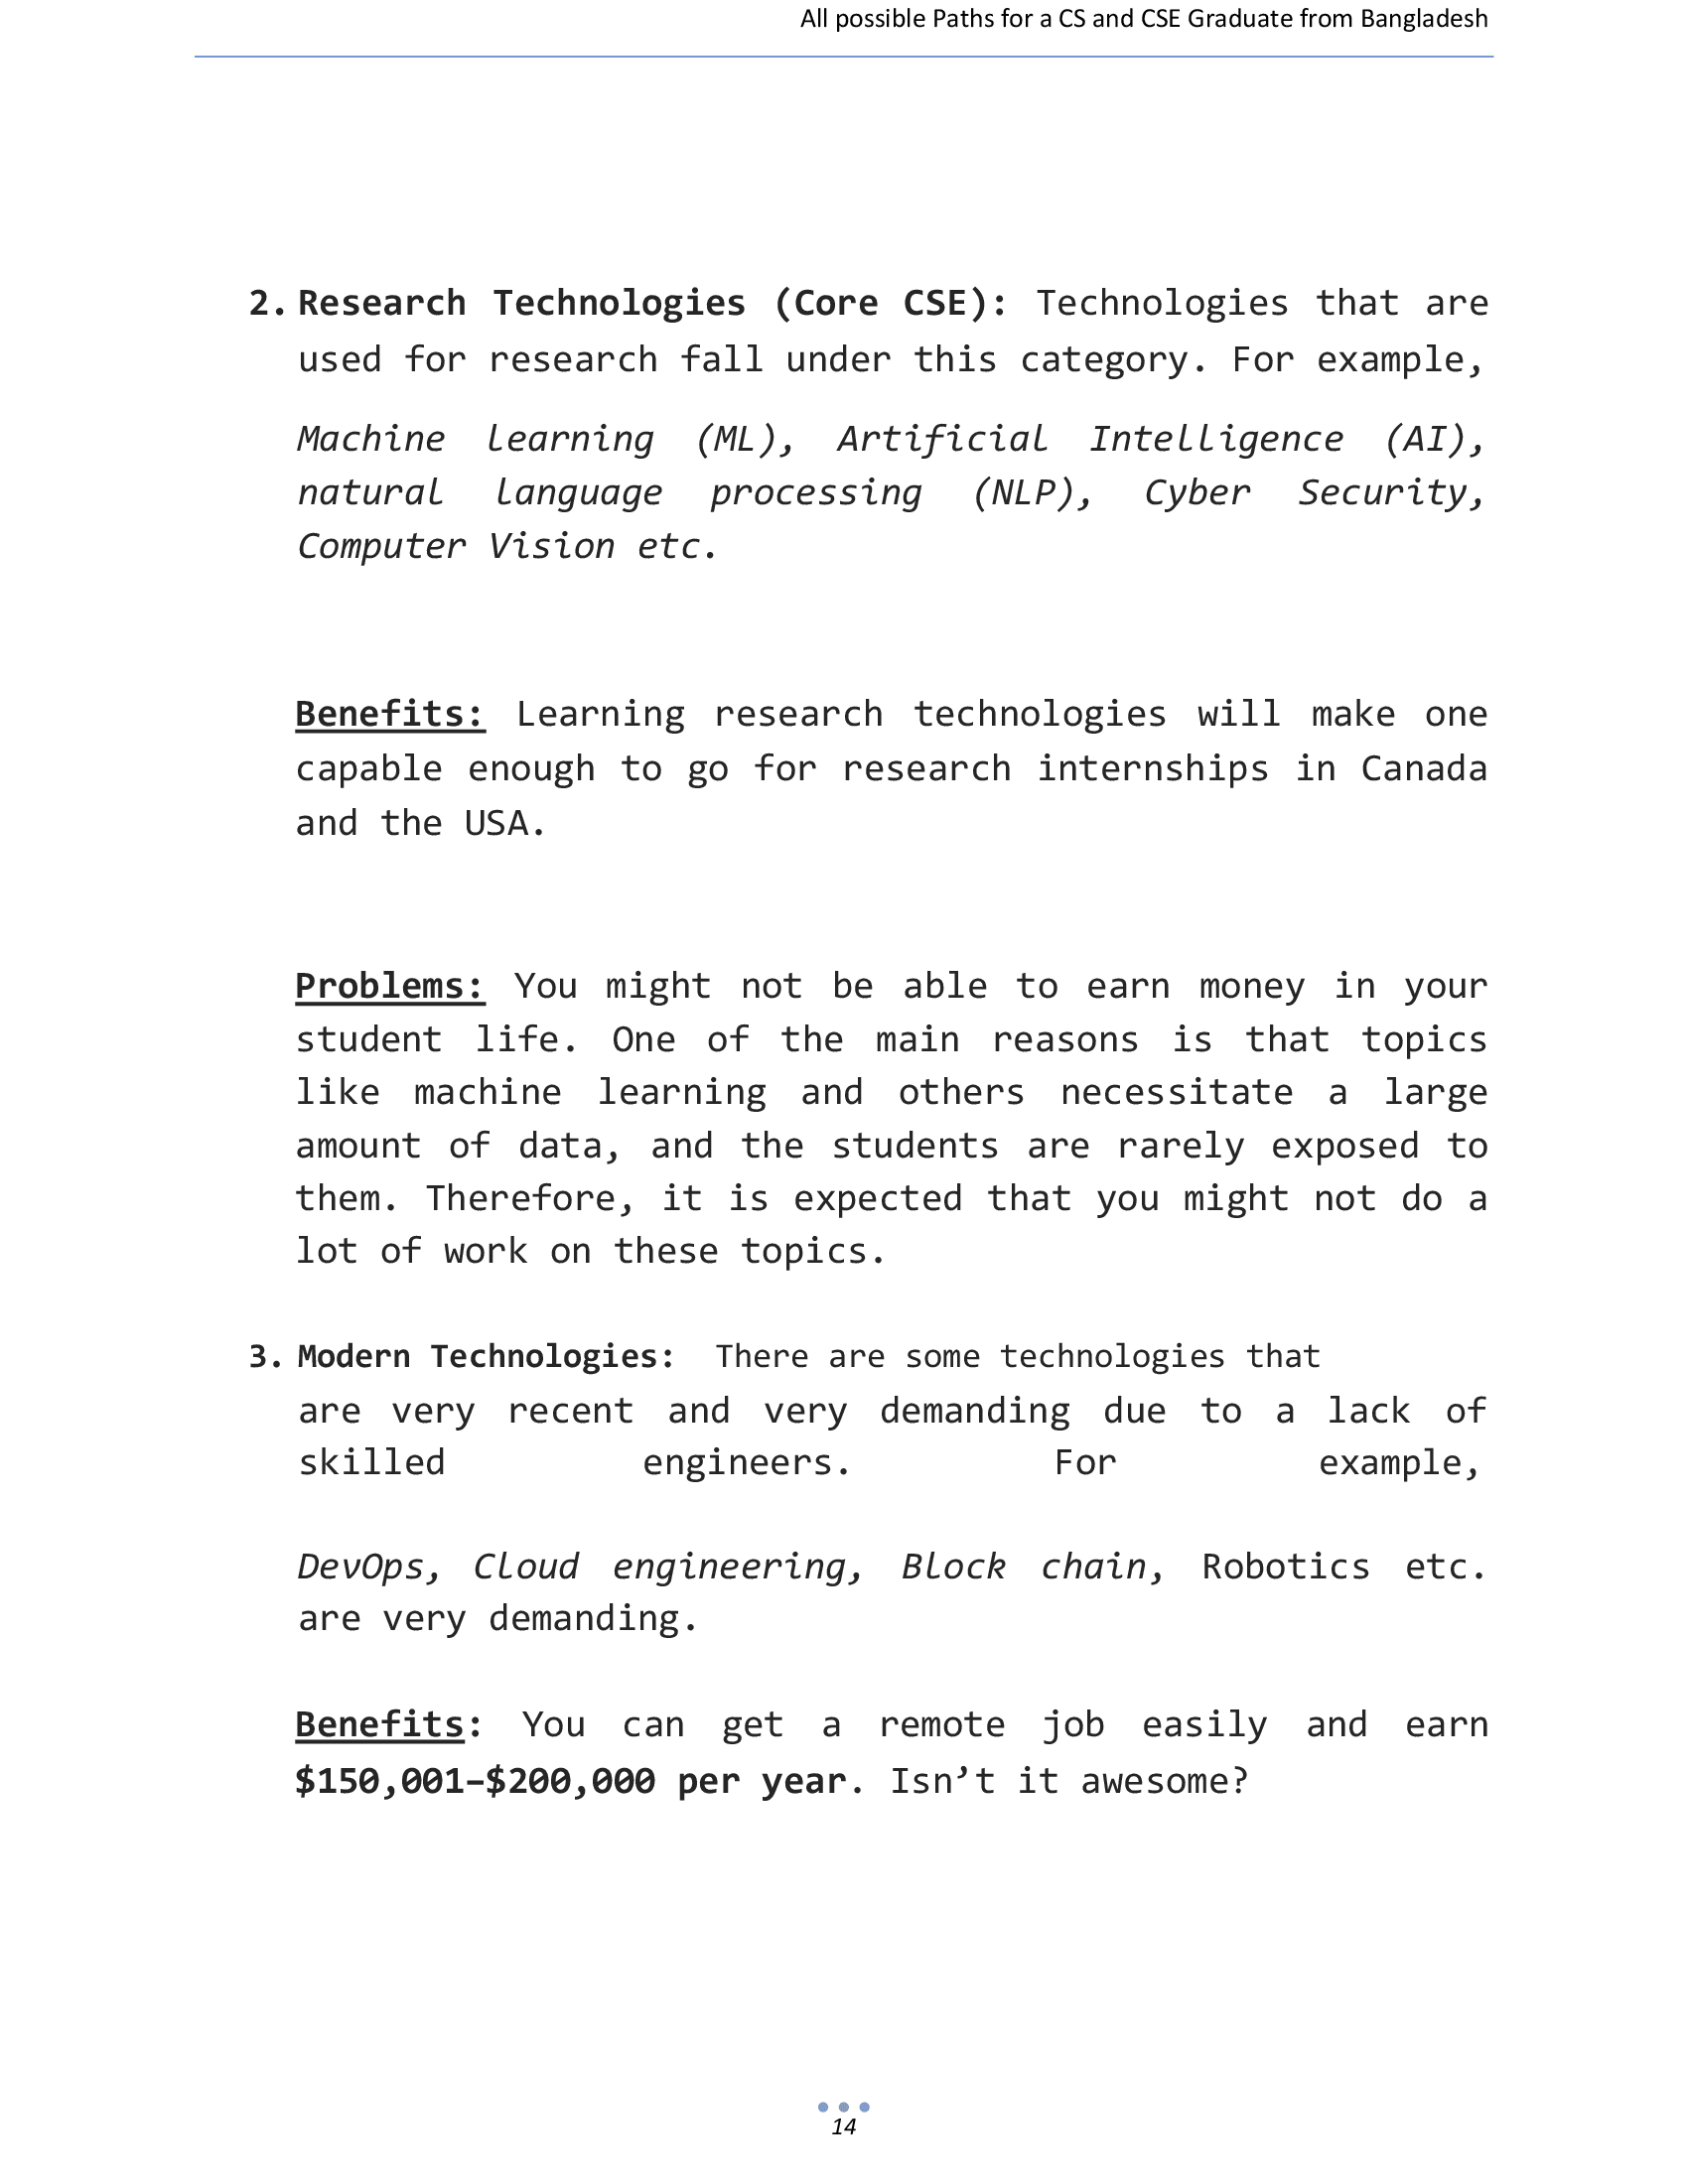 All possible Paths for a CS and CSE Graduate from Bangladesh
2. Research Technologies (Core CSE): Technologies that are
used for research fall under this category. For example,
Machine learning (ML), Artificial Intelligence (AI),
natural language processing (NLP), Cyber Security,
Computer Vision etc.
Benefits: Learning research technologies will make one
capable enough to go for research internships in Canada
and the USA.
Problems: You might not be able to earn money in your
student life. One of the main reasons is that topics
like machine learning and others necessitate a large
amount of data, and the students are rarely exposed to
them. Therefore, it is expected that you might not do a
lot of work on these topics.
3. Modern Technologies: There are some technologies that
are very recent and very demanding due to a lack of
skilled engineers. For example,
DevOps, Cloud engineering, Block chain, Robotics etc.
are very demanding.
Benefits: You can get a remote job easily and earn
$150,001–$200,000 per year. Isn’t it awesome?
14